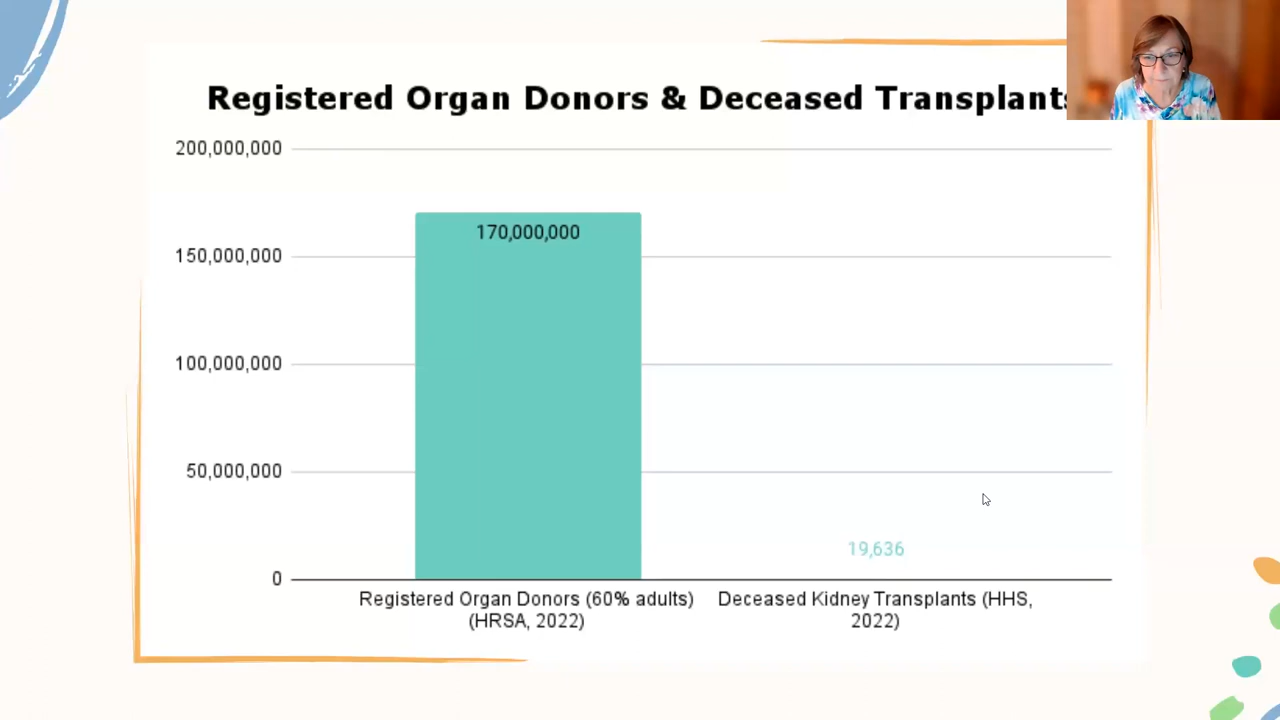 Registered Organ Donors & Deceased Transplants
200,000,000
170,000,000
150,000,000
100,000,000
50,000,000
19,636
0
Registered Organ Donors (60% adults)
(HRSA, 2022)
Deceased Kidney Transplants (HHS,
2022)